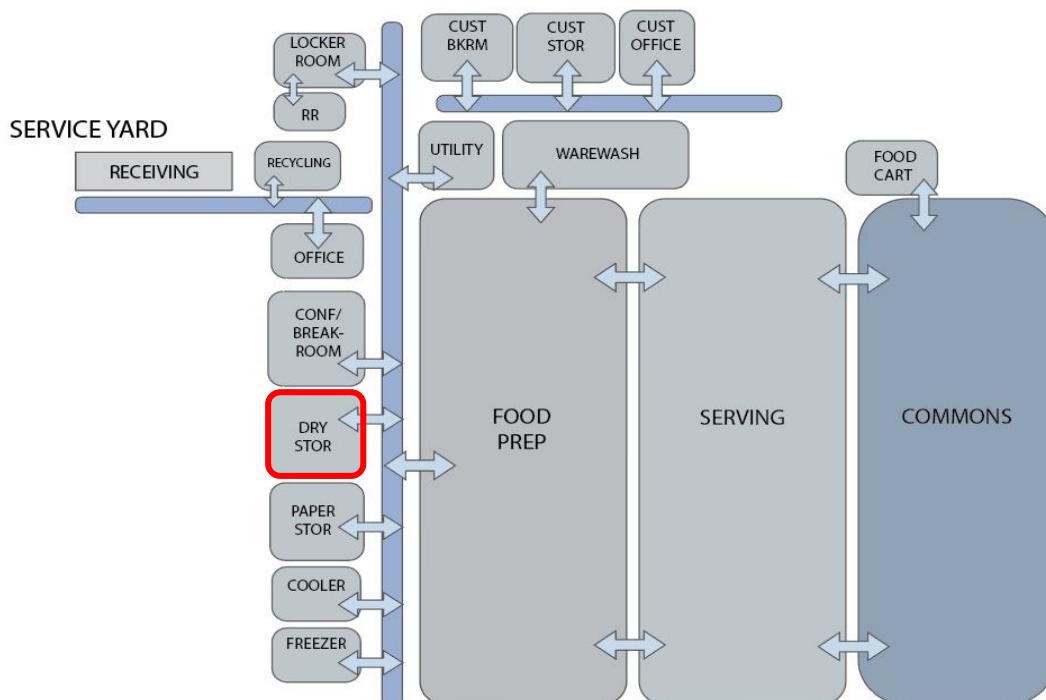 LOCKER
ROOM
CUST
BKRM
CUST
STOR
CUST
OFFICE
RR
SERVICE YARD
RECEIVING
RECYCLING
UTILITY
WAREWASH
FOOD
CART
OFFICE
CONF/
BREAK-
ROOM
DRY
STOR
FOOD
PREP
SERVING
COMMONS
PAPER
STOR
COOLER
FREEZER